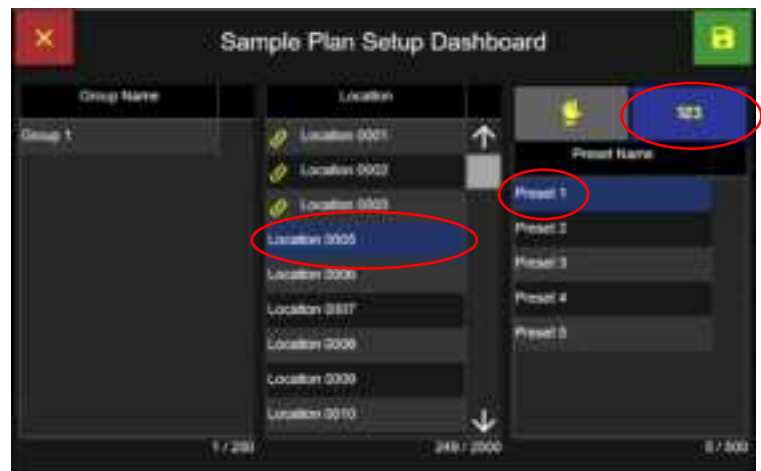 Sample Plan Setup Dashboard
Group Name
Group 1
1 / 200
Location
Location 0001
Location 0002
Location 0003
Location 0005
Location 0006
Location 0007
Location 0008
Location 0009
Location 0010
249 / 2000
123
Preset Name
Preset 1
Preset 2
Preset 3
Preset 4
Preset 5